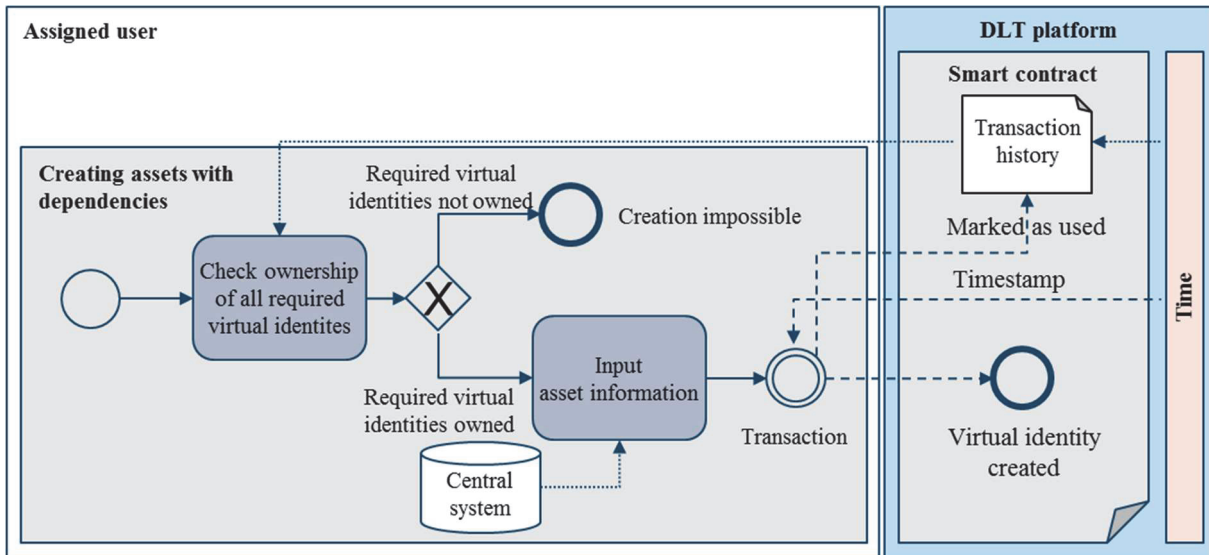 Assigned user
DLT platform
Smart contract
Transaction
history
Creating assets with
dependencies
Required virtual
identities not owned
Creation impossible
Marked as used
Check ownership
of all required
virtual identites
X
Timestamp
Time
Input
asset information
Required virtual
identities owned
Transaction
Virtual identity
created
Central
system